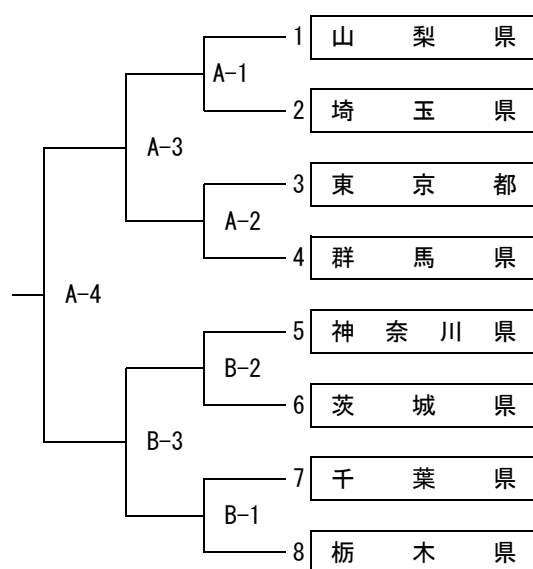 1 山梨県
A-1
2 埼玉県
A-3
3 東京都
A-2
4 群馬県
A-4
5 神奈川県
B-2
6 茨城県
B-3
7 千葉県
B-1
8 栃木県